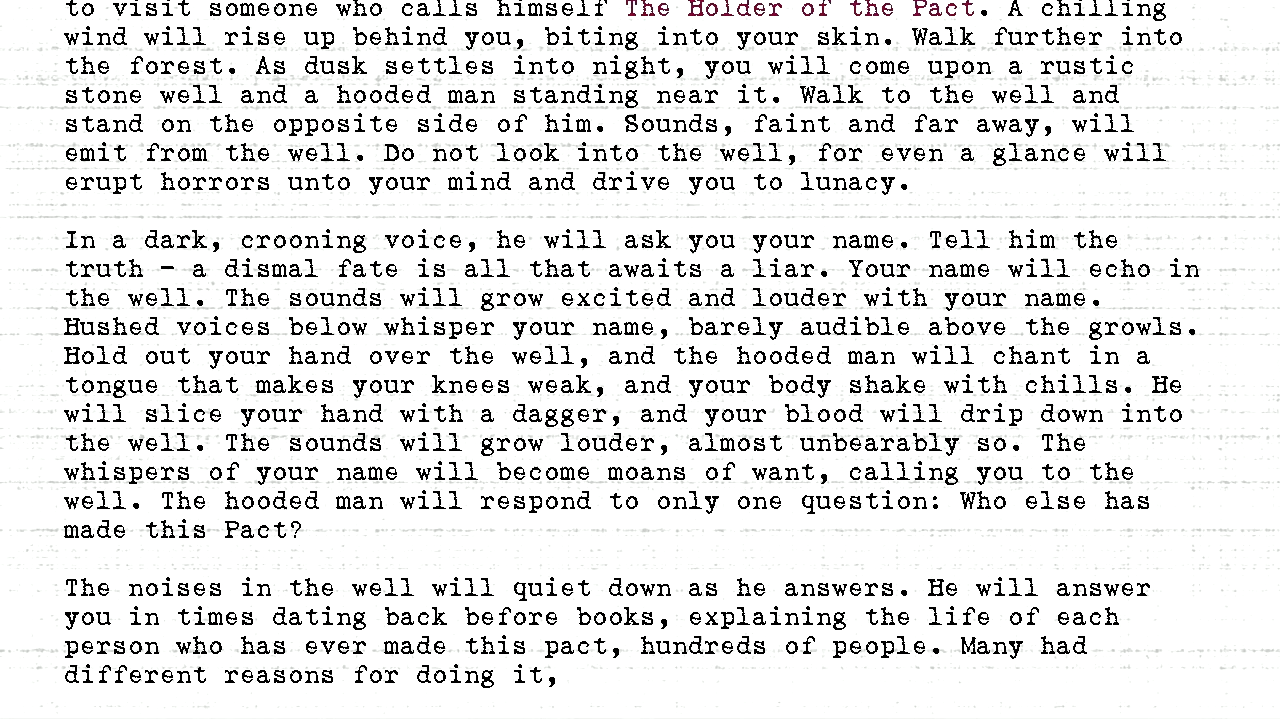 to visit someone who calls himself The Holder of the Pact. A chilling
wind will rise up behind you, biting into your skin. Walk further into
the forest. As dusk settles into night, you will come upon a rustic
stone well and a hooded man standing near it. Walk to the well and
stand on the opposite side of him. Sounds, faint and far away, will
emit from the well. Do not look into the well, for even a glance will
erupt horrors unto your mind and drive you to lunacy.

In a dark, crooning voice, he will ask you your name. Tell him the
truth - a dismal fate is all that awaits a liar. Your name will echo in
the well. The sounds will grow excited and louder with your name.
Hushed voices below whisper your name, barely audible above the growls.
Hold out your hand over the well, and the hooded man will chant in a
tongue that makes your knees weak, and your body shake with chills. He
will slice your hand with a dagger, and your blood will drip down into
the well. The sounds will grow louder, almost unbearably so. The
whispers of your name will become moans of want, calling you to the
well. The hooded man will respond to only one question: Who else has
made this Pact?

The noises in the well will quiet down as he answers. He will answer
you in times dating back before books, explaining the life of each
person who has ever made this pact, hundreds of people. Many had
different reasons for doing it,